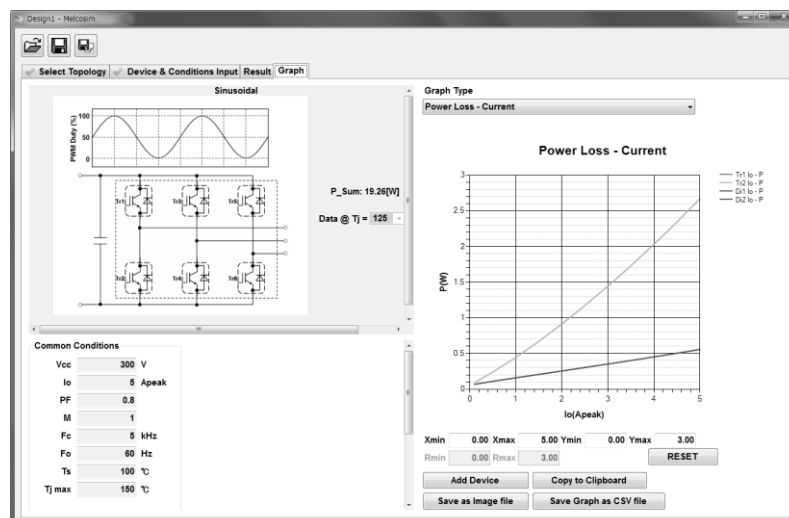 Design1 - Melcosim
Select Topology Device & Conditions Input Result Graph
Sinusoidal
PWM Duty (%)
100
50
0
Tr1 Tr3 Tr5
Tr2 Tr4 Tr6
P_Sum: 19.26[W]
Data @ Tj = 125
Common Conditions
Vcc 300 V
Io 5 Apeak
PF 0.8
M 1
Fc 5 kHz
Fo 60 Hz
Ts 100 ℃
Tj max 150 ℃
Graph Type
Power Loss - Current
Power Loss - Current
Tr1 Io - P
Tr2 Io - P
Di1 Io - P
Di2 Io - P
P(W)
3
2.5
2
1.5
1
0.5
0
0 1 2 3 4 5
Io(Apeak)
Xmin 0.00 Xmax 5.00 Ymin 0.00 Ymax 3.00
Rmin 0.00 Rmax 3.00 RESET
Add Device Copy to Clipboard
Save as Image file Save Graph as CSV file